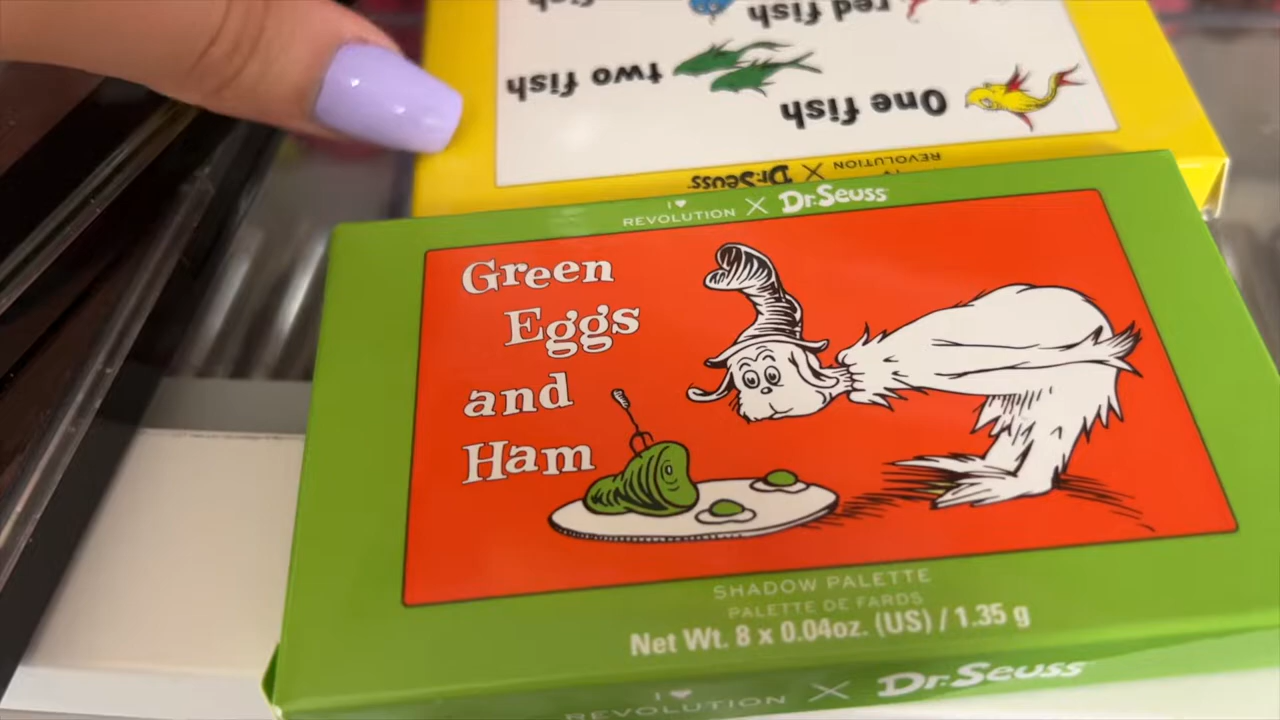 fish
red fish
two fish
One fish
I ♥
REVOLUTION X Dr. Seuss
I ♥
REVOLUTION X Dr. Seuss
Green
Eggs
and
Ham
SHADOW PALETTE
PALETTE DE FARDS
Net Wt. 8 x 0.04oz. (US) / 1.35 g
I ♥
REVOLUTION X Dr. Seuss